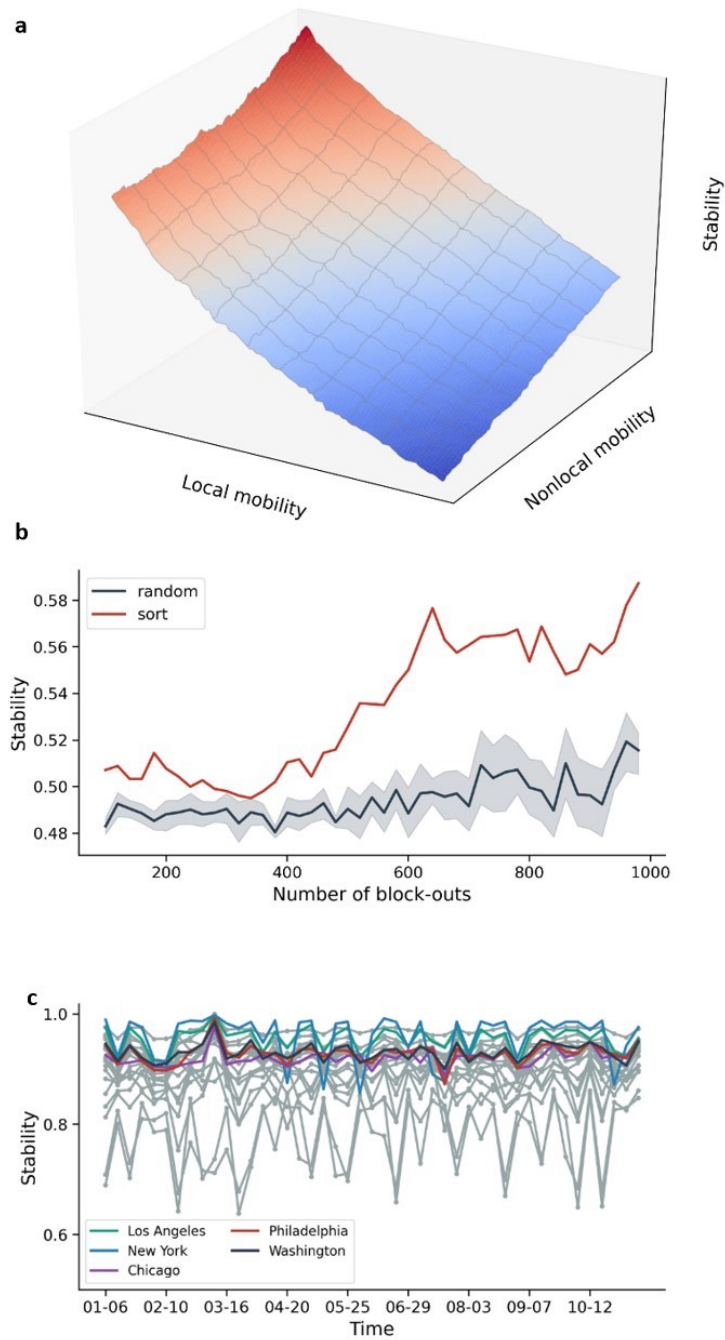 a
Stability
Nonlocal mobility
Local mobility
b
random
sort
0.58
0.56
0.54
0.52
0.50
0.48
Stability
200 400 600 800 1000
Number of block-outs
c
1.0
0.8
0.6
Stability
Los Angeles Philadelphia
New York Washington
Chicago
01-06 02-10 03-16 04-20 05-25 06-29 08-03 09-07 10-12
Time